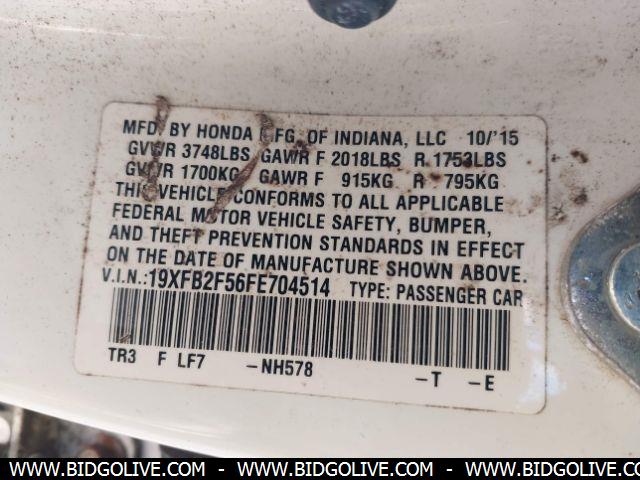 MFD. BY HONDA MFG. OF INDIANA, LLC 10/'15
GVWR 3748LBS GAWR F 2018LBS R 1753LBS
GVWR 1700KG GAWR F 915KG R 795KG
THIS VEHICLE CONFORMS TO ALL APPLICABLE
FEDERAL MOTOR VEHICLE SAFETY, BUMPER,
AND THEFT PREVENTION STANDARDS IN EFFECT
ON THE DATE OF MANUFACTURE SHOWN ABOVE.
V.I.N.:19XFB2F56FE704514 TYPE: PASSENGER CAR
TR3 F LF7 -NH578 -T -E
WWW.BIDGOLIVE.COM - WWW.BIDGOLIVE.COM - WWW.BIDGOLIVE.COM